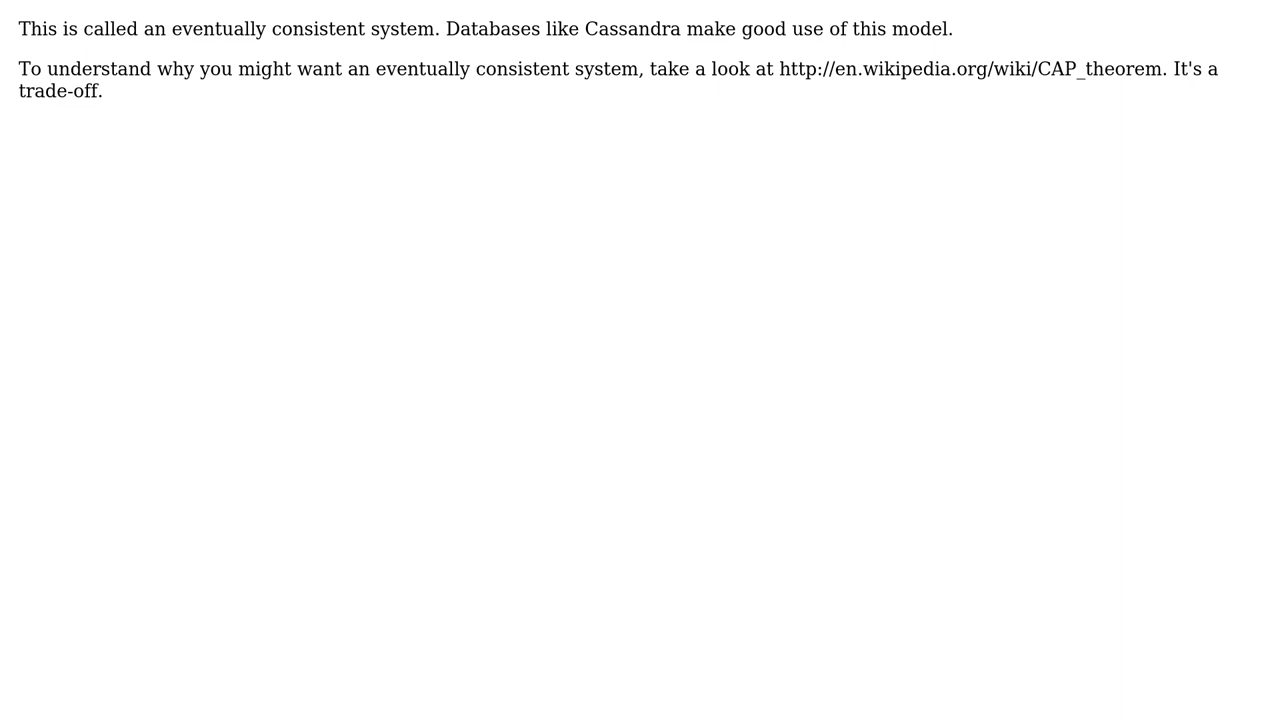 This is called an eventually consistent system. Databases like Cassandra make good use of this model.
To understand why you might want an eventually consistent system, take a look at http://en.wikipedia.org/wiki/CAP_theorem. It's a
trade-off.